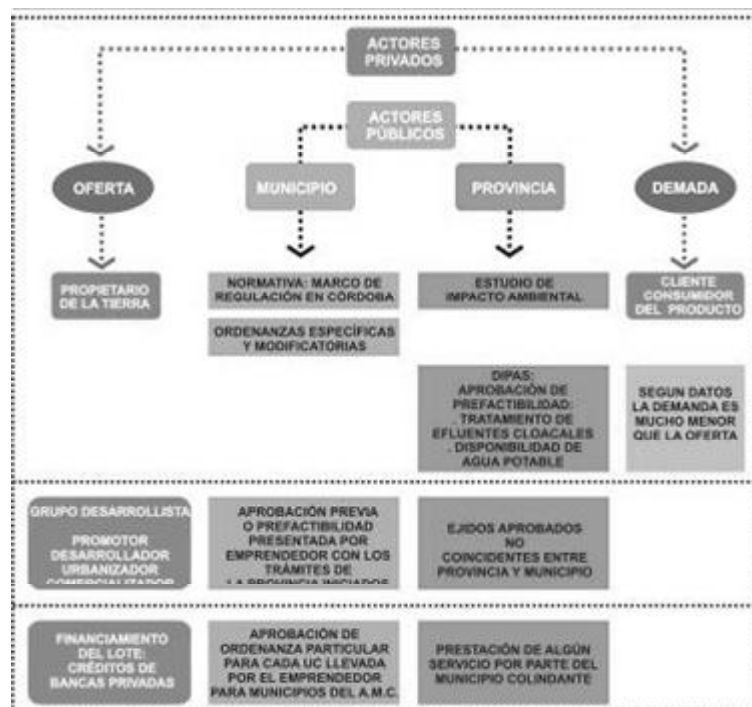 ACTORES
PRIVADOS
ACTORES
PÚBLICOS
OFERTA
MUNICIPIO
PROVINCIA
DEMADA
PROPIETARIO
DE LA TIERRA
NORMATIVA: MARCO DE
REGULACIÓN EN CÓRDOBA
ESTUDIO DE
IMPACTO AMBIENTAL
CLIENTE
CONSUMIDOR
DEL PRODUCTO
ORDENANZAS ESPECÍFICAS
Y MODIFICATORIAS
DIPAS:
APROBACIÓN DE
PREFACTIBILIDAD:
. TRATAMIENTO DE
EFLUENTES CLOACALES
. DISPONIBILIDAD DE
AGUA POTABLE
SEGUN DATOS
LA DEMANDA ES
MUCHO MENOR
QUE LA OFERTA
GRUPO DESARROLLISTA
PROMOTOR
DESARROLLADOR
URBANIZADOR
COMERCIALIZADOR
APROBACIÓN PREVIA
O PREFACTIBILIDAD
PRESENTADA POR
EMPRENDEDOR CON LOS
TRÁMITES DE
LA PROVINCIA INICIADOS
EJIDOS APROBADOS
NO
COINCIDENTES ENTRE
PROVINCIA Y MUNICIPIO
FINANCIAMIENTO
DEL LOTE:
CRÉDITOS DE
BANCAS PRIVADAS
APROBACIÓN DE
ORDENANZA PARTICULAR
PARA CADA UC LLEVADA
POR EL EMPRENDEDOR
PARA MUNICIPIOS DEL A.M.C.
PRESTACIÓN DE ALGÚN
SERVICIO POR PARTE DEL
MUNICIPIO COLINDANTE